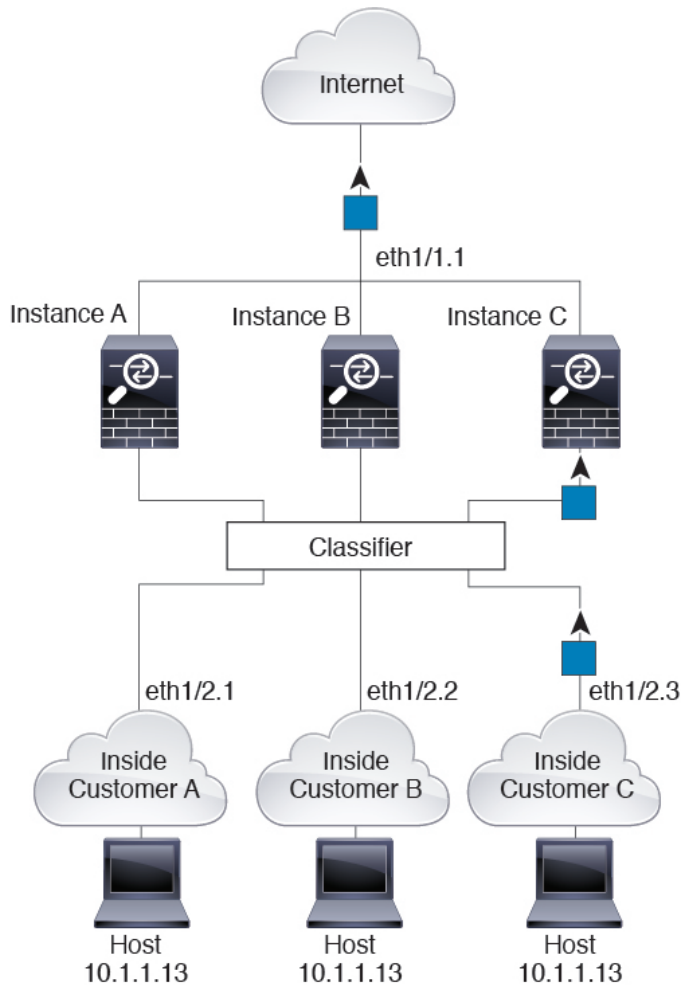 Internet
eth1/1.1
Instance A
Instance B
Instance C
Classifier
eth1/2.1
eth1/2.2
eth1/2.3
Inside
Customer A
Inside
Customer B
Inside
Customer C
Host
10.1.1.13
Host
10.1.1.13
Host
10.1.1.13